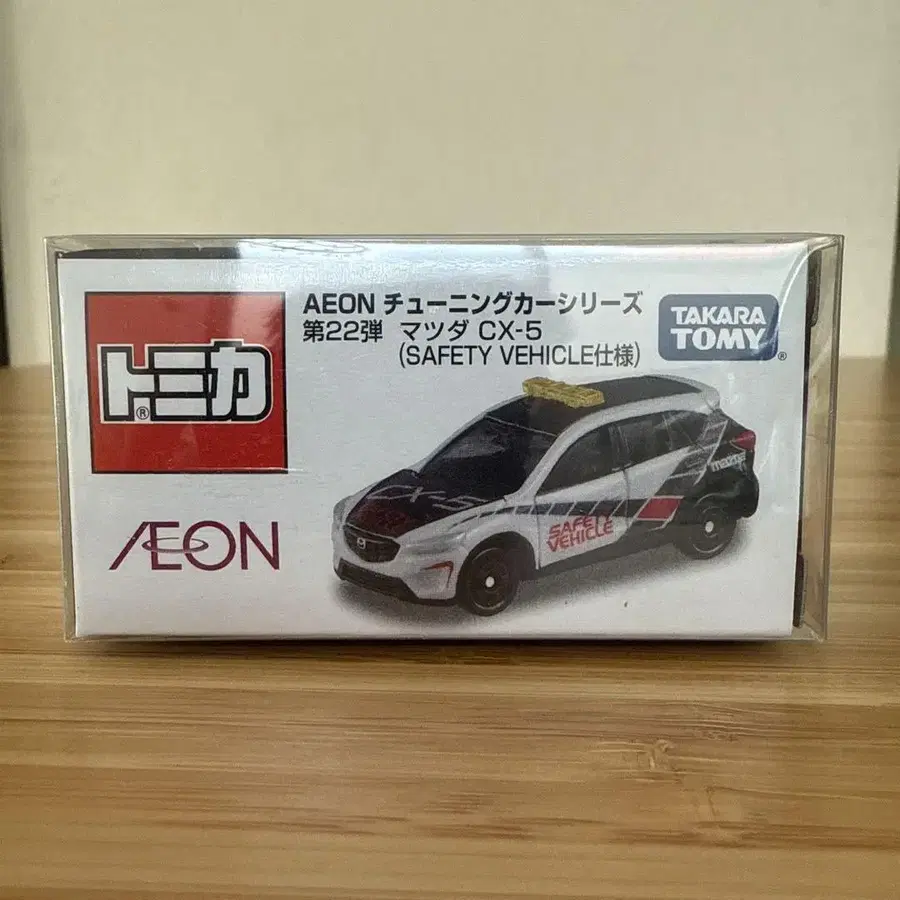 トミカ
®
AEON チューニングカーシリーズ
第22弾 マツダ CX-5
(SAFETY VEHICLE仕様)
TAKARA
TOMY
®
AEON
CX-5
SAFETY
VEHICLE
mazda